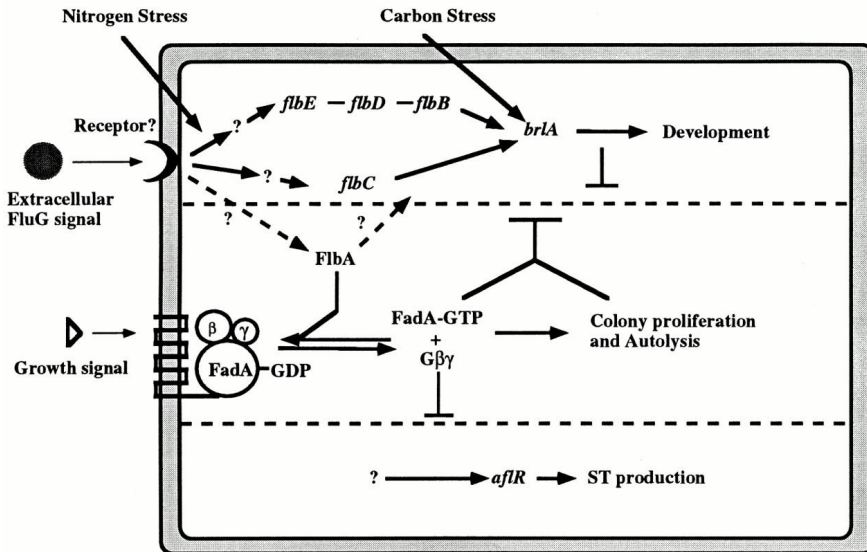 Nitrogen Stress
Carbon Stress
Receptor?
?
flbE – flbD – flbB
brlA
Development
?
flbC
Extracellular
FluG signal
?
?
FlbA
β
γ
FadA-GTP
+
Gβγ
Colony proliferation
and Autolysis
Growth signal
FadA
GDP
?
aflR
ST production